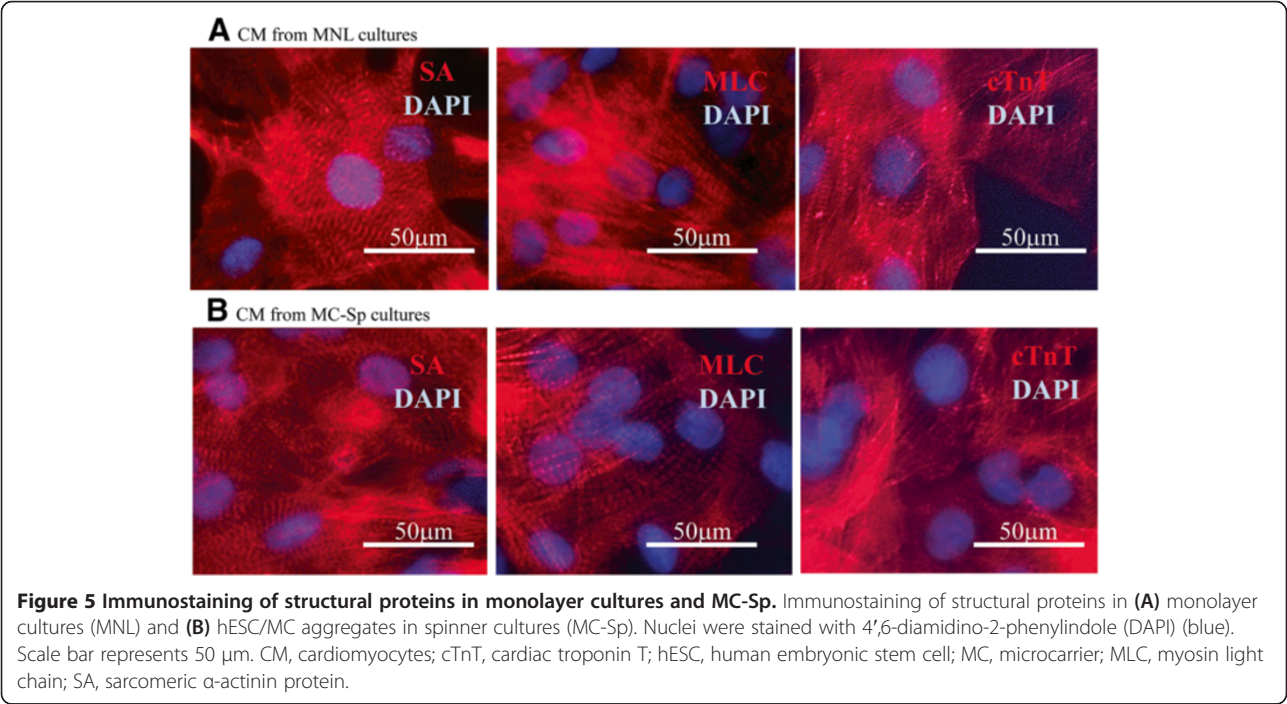 A CM from MNL cultures
SA
DAPI
50µm
MLC
DAPI
50µm
cTnT
DAPI
50µm
B CM from MC-Sp cultures
SA
DAPI
50µm
MLC
DAPI
50µm
cTnT
DAPI
50µm
Figure 5 Immunostaining of structural proteins in monolayer cultures and MC-Sp. Immunostaining of structural proteins in (A) monolayer
cultures (MNL) and (B) hESC/MC aggregates in spinner cultures (MC-Sp). Nuclei were stained with 4′,6-diamidino-2-phenylindole (DAPI) (blue).
Scale bar represents 50 μm. CM, cardiomyocytes; cTnT, cardiac troponin T; hESC, human embryonic stem cell; MC, microcarrier; MLC, myosin light
chain; SA, sarcomeric α-actinin protein.